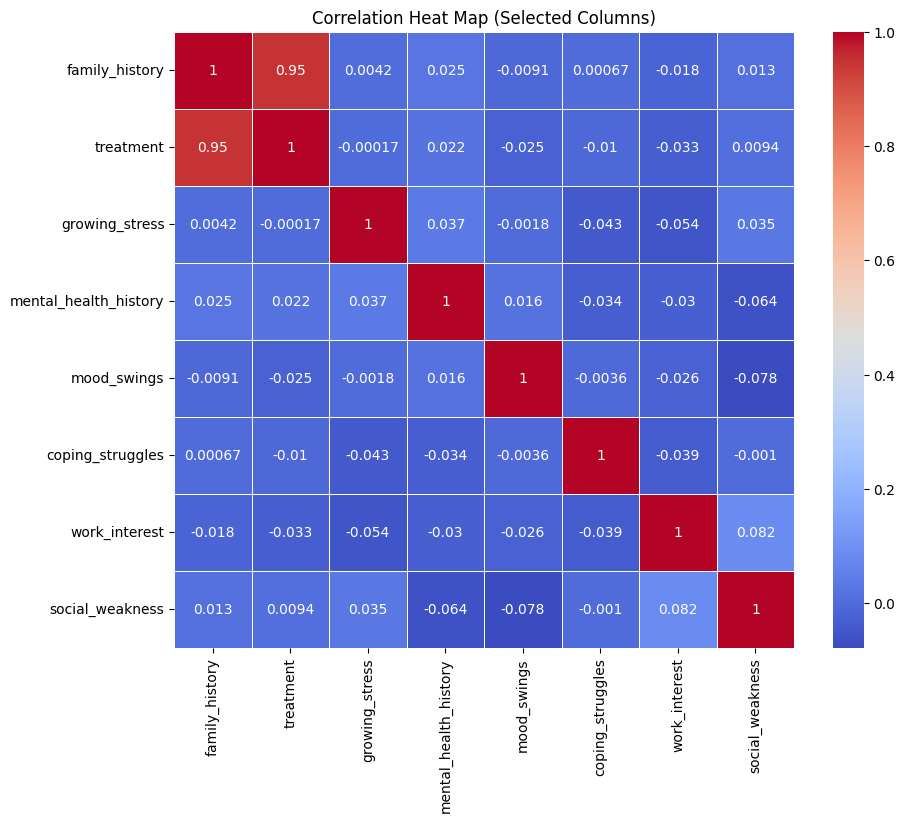 Correlation Heat Map (Selected Columns)
family_history 1 0.95 0.0042 0.025 -0.0091 0.00067 -0.018 0.013
treatment 0.95 1 -0.00017 0.022 -0.025 -0.01 -0.033 0.0094
growing_stress 0.0042 -0.00017 1 0.037 -0.0018 -0.043 -0.054 0.035
mental_health_history 0.025 0.022 0.037 1 0.016 -0.034 -0.03 -0.064
mood_swings -0.0091 -0.025 -0.0018 0.016 1 -0.0036 -0.026 -0.078
coping_struggles 0.00067 -0.01 -0.043 -0.034 -0.0036 1 -0.039 -0.001
work_interest -0.018 -0.033 -0.054 -0.03 -0.026 -0.039 1 0.082
social_weakness 0.013 0.0094 0.035 -0.064 -0.078 -0.001 0.082 1
family_history
treatment
growing_stress
mental_health_history
mood_swings
coping_struggles
work_interest
social_weakness
1.0
0.8
0.6
0.4
0.2
0.0